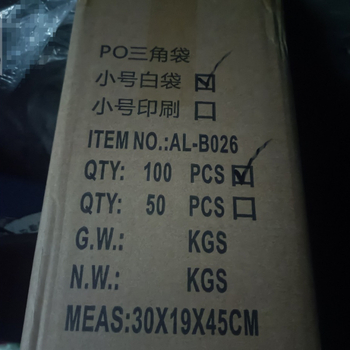 PO三角袋
小号白袋☑
小号印刷☐
ITEM NO.:AL-B026
QTY: 100 PCS☑
QTY: 50 PCS☐
G.W.: KGS
N.W.: KGS
MEAS:30X19X45CM